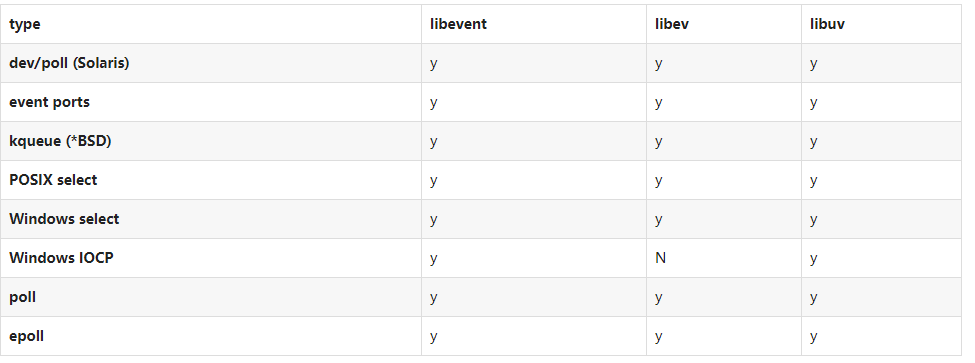 type libevent libev libuv
dev/poll (Solaris) y y y
event ports y y y
kqueue (*BSD) y y y
POSIX select y y y
Windows select y y y
Windows IOCP y N y
poll y y y
epoll y y y